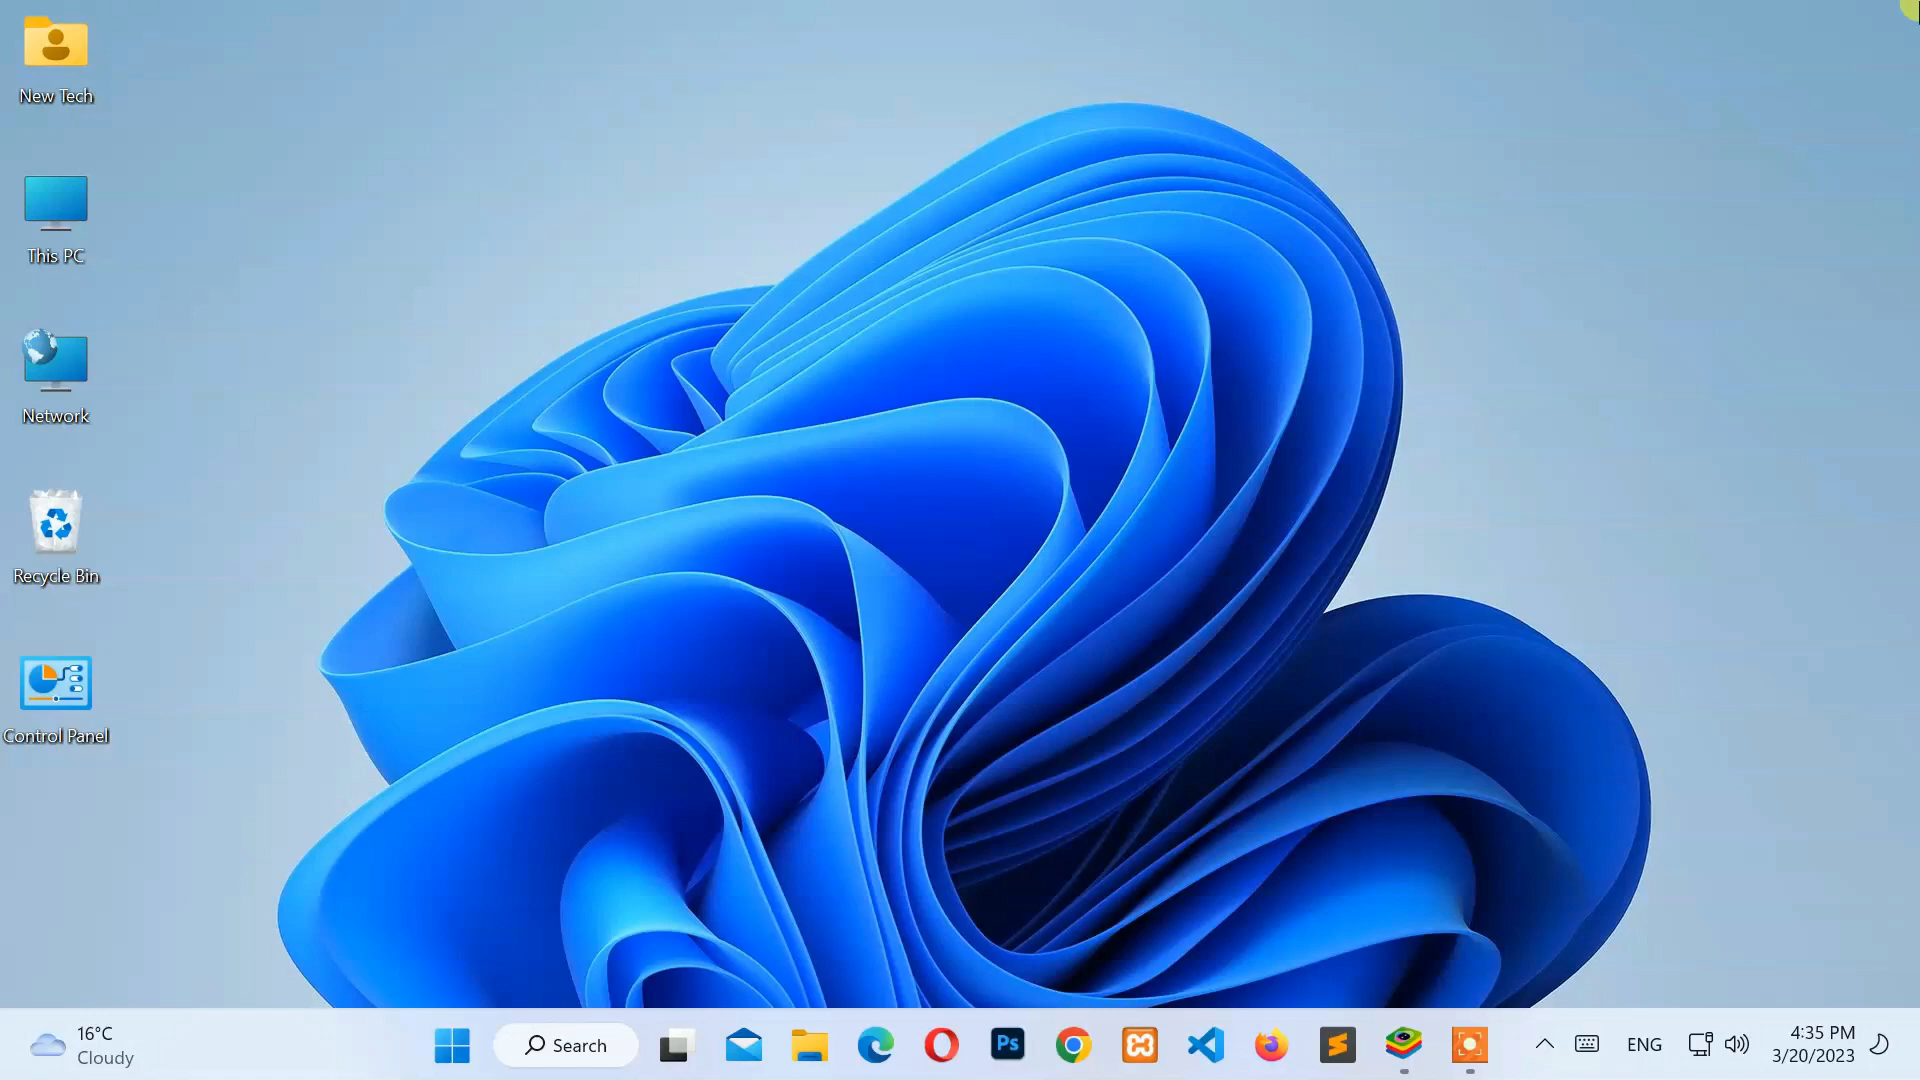 New Tech
This PC
Network
Recycle Bin
Control Panel
16°C
Cloudy
Search
Ps
ENG
4:35 PM
3/20/2023